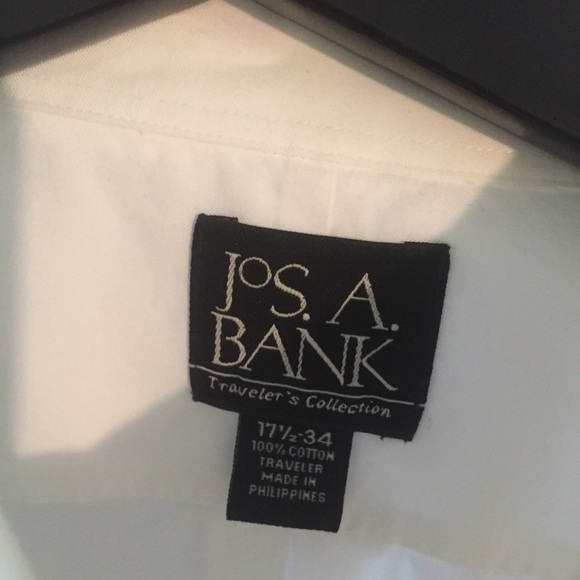 JoS. A.
BANK
Traveler's Collection
17½-34
100% COTTON
TRAVELER
MADE IN
PHILIPPINES